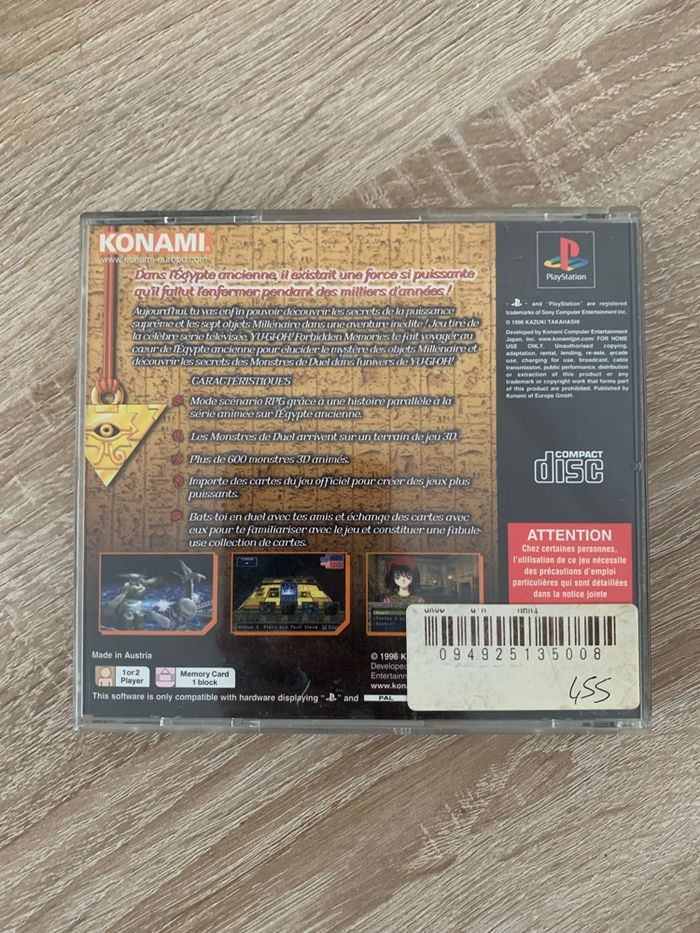 KONAMI
www.konami-europe.com
Dans l'Égypte ancienne, il existait une force si puissante
qu'il fallut l'enfermer pendant des milliers d'années !
Aujourd'hui, tu vas enfin pouvoir découvrir les secrets de la puissance
suprême et les sept objets Millénaire dans une aventure inédite ! Jeu tiré de
la célèbre série télévisée, YU-GI-OH! Forbidden Memories te fait voyager au
cœur de l'Égypte ancienne pour élucider le mystère des objets Millénaire et
découvrir les secrets des Monstres de Duel dans l'univers de YU-GI-OH!
CARACTÉRISTIQUES
Mode scénario RPG grâce à une histoire parallèle à la
série animée sur l'Égypte ancienne.
Les Monstres de Duel arrivent sur un terrain de jeu 3D.
Plus de 600 monstres 3D animés.
Importe des cartes du jeu officiel pour créer des jeux plus
puissants.
Bats-toi en duel avec tes amis et échange des cartes avec
eux pour te familiariser avec le jeu et constituer une fabule-
use collection de cartes.
Made in Austria
1 or 2
Player
Memory Card
1 block
This software is only compatible with hardware displaying " " and
PAL
© 1996 K
Develope
Entertain
www.kon
PlayStation
" " and "PlayStation" are registered
trademarks of Sony Computer Entertainment Inc.
© 1996 KAZUKI TAKAHASHI
Developed by Konami Computer Entertainment
Japan, Inc. www.konamijpn.com/ FOR HOME
USE ONLY. Unauthorised copying,
adaptation, rental, lending, re-sale, arcade
use, charging for use, broadcast, cable
transmission, public performance, distribution
or extraction of this product or any
trademark or copyright work that forms part
of this product are prohibited. Published by
Konami of Europe GmbH.
COMPACT
disc
ATTENTION
Chez certaines personnes,
l'utilisation de ce jeu nécessite
des précautions d'emploi
particulières qui sont détaillées
dans la notice jointe
094925135008
455